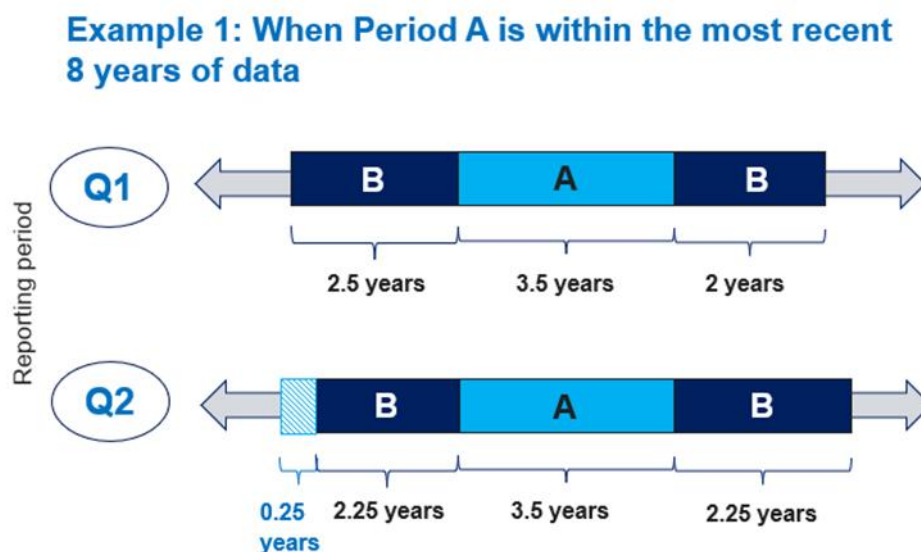 Example 1: When Period A is within the most recent
8 years of data
Reporting period
Q1
B
A
B
2.5 years
3.5 years
2 years
Q2
B
A
B
0.25
years
2.25 years
3.5 years
2.25 years